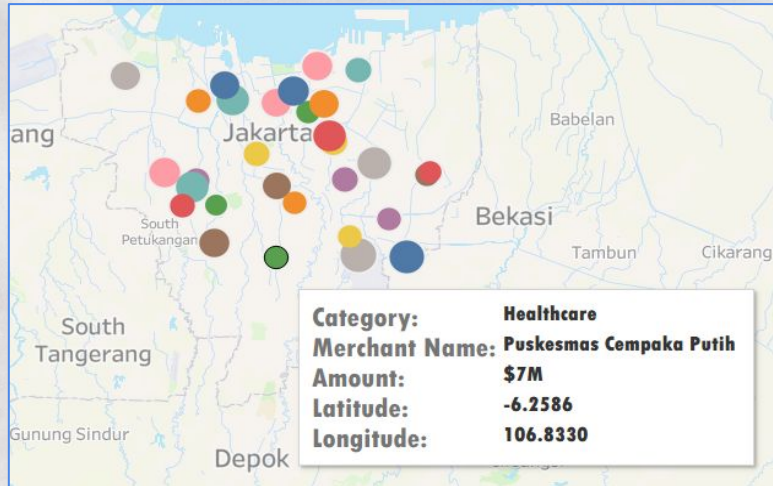 Jakarta
ang
Babelan
Bekasi
South
Petukangan
Tambun
Cikarang
South
Tangerang
Gunung Sindur
Depok
Category: Healthcare
Merchant Name: Puskesmas Cempaka Putih
Amount: $7M
Latitude: -6.2586
Longitude: 106.8330